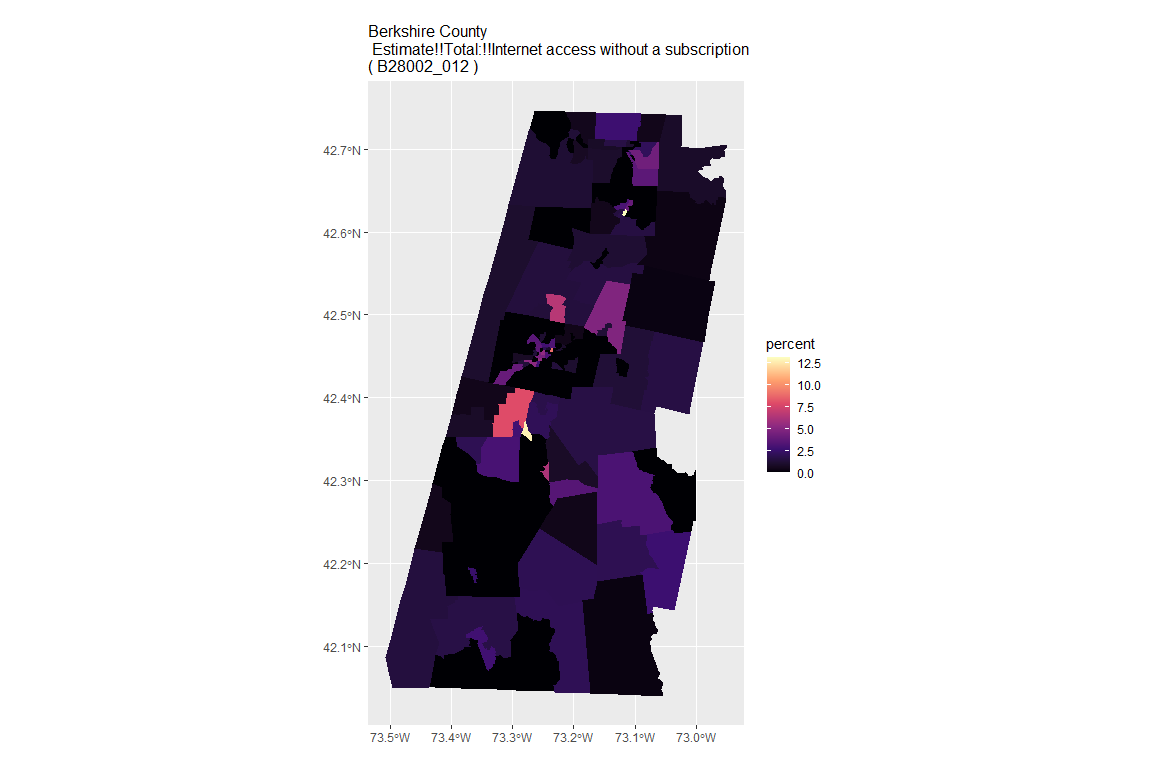 Berkshire County
Estimate!!Total:!!Internet access without a subscription
( B28002_012 )
42.7°N
42.6°N
42.5°N
42.4°N
42.3°N
42.2°N
42.1°N
73.5°W 73.4°W 73.3°W 73.2°W 73.1°W 73.0°W
percent
12.5
10.0
7.5
5.0
2.5
0.0